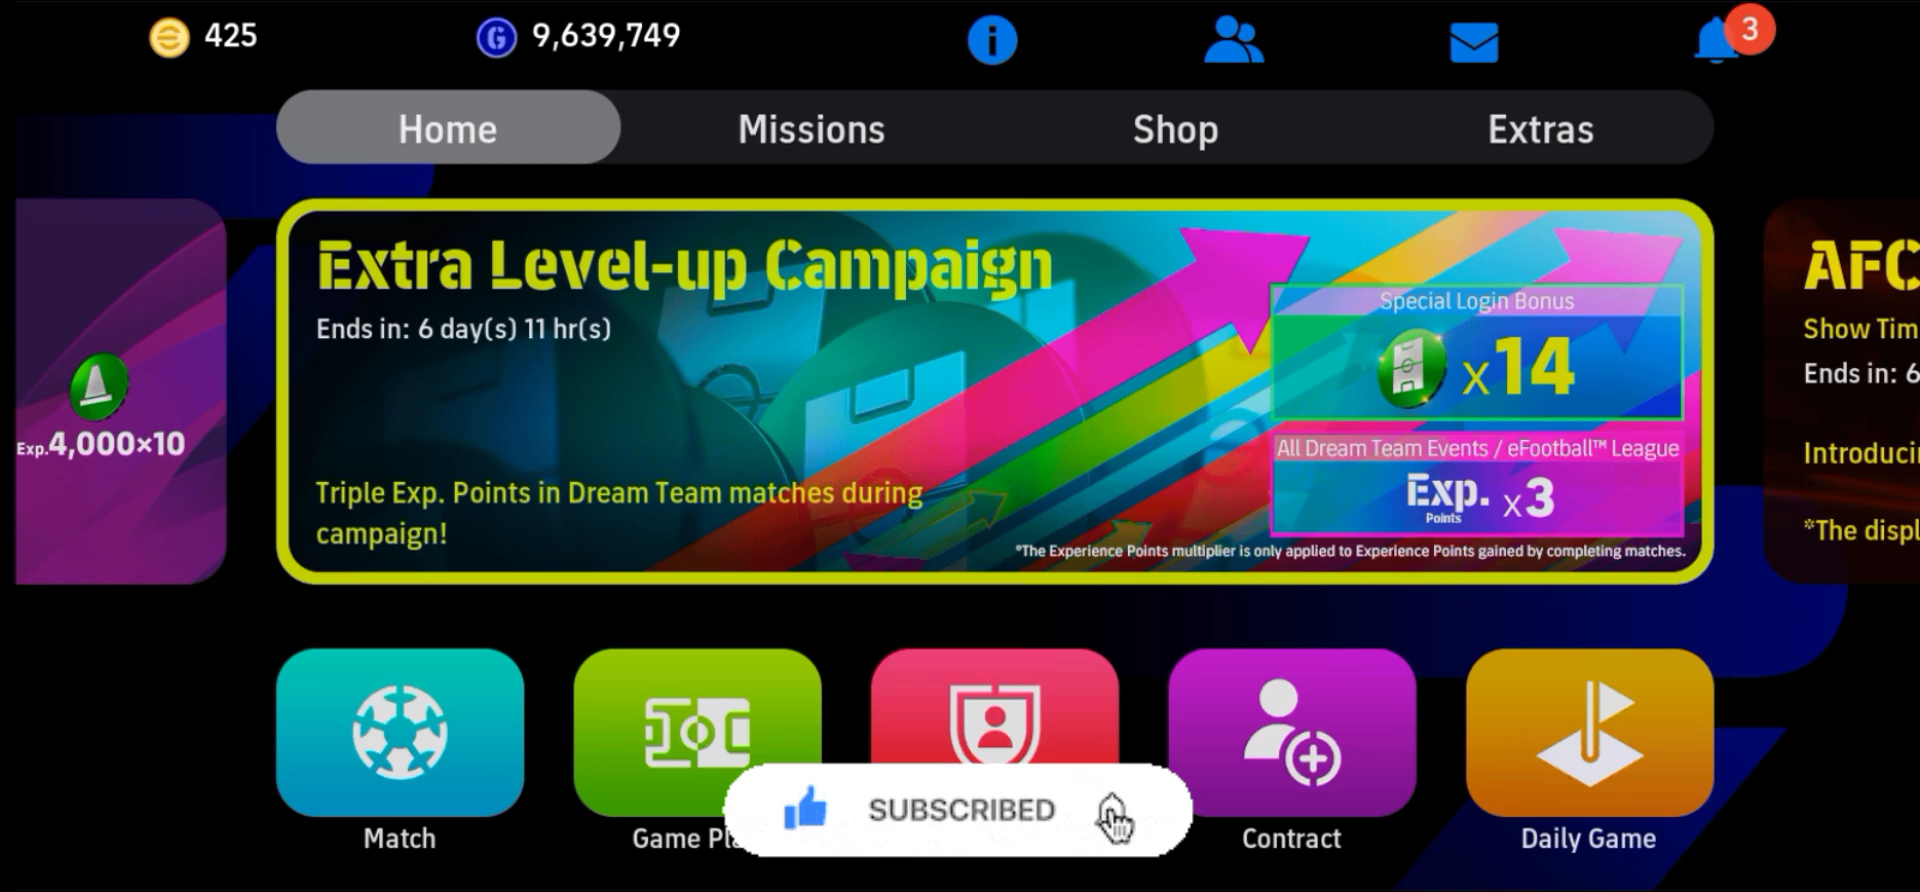 425
9,639,749
3
Home
Missions
Shop
Extras
Exp.4,000×10
Extra Level-up Campaign
Ends in: 6 day(s) 11 hr(s)
Triple Exp. Points in Dream Team matches during
campaign!
Special Login Bonus
x14
All Dream Team Events / eFootball™ League
Exp. x3
Points
*The Experience Points multiplier is only applied to Experience Points gained by completing matches.
AFC
Show Tim
Ends in: 6
Introduci
*The displ
SUBSCRIBED
Match
Game Pla
Contract
Daily Game